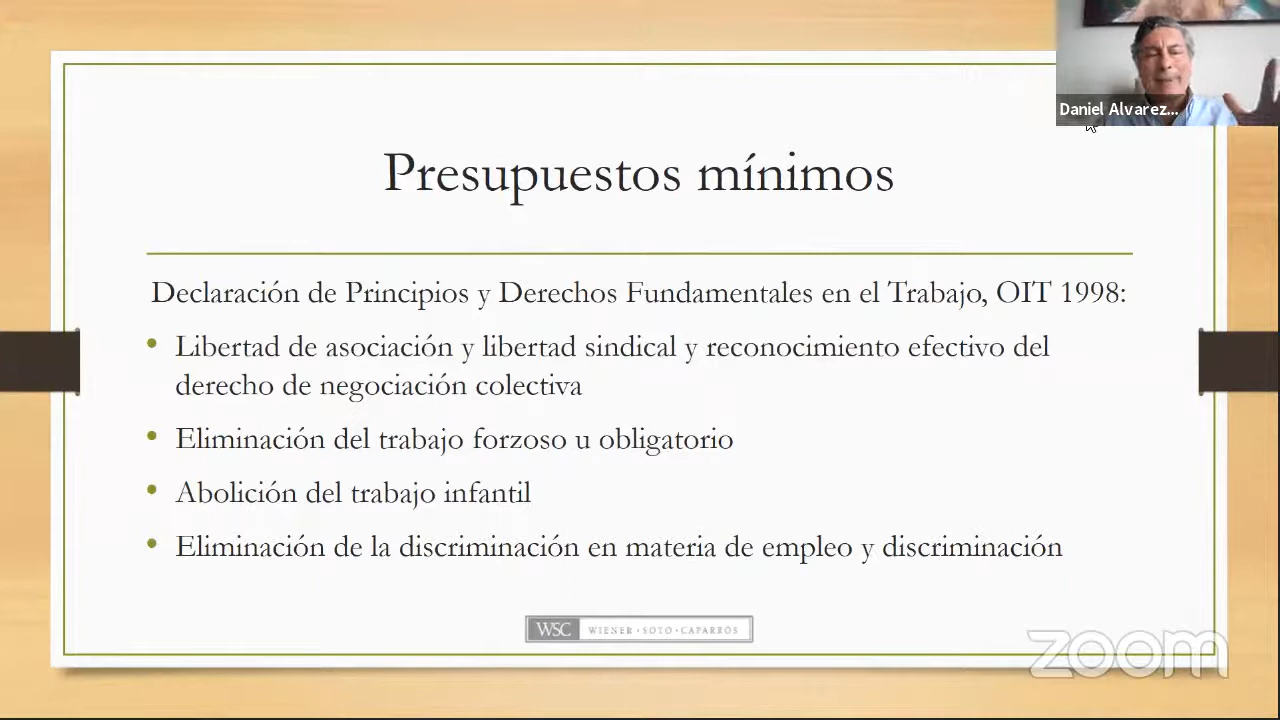 Daniel Alvarez...
Presupuestos mínimos
Declaración de Principios y Derechos Fundamentales en el Trabajo, OIT 1998:
• Libertad de asociación y libertad sindical y reconocimiento efectivo del
derecho de negociación colectiva
• Eliminación del trabajo forzoso u obligatorio
• Abolición del trabajo infantil
• Eliminación de la discriminación en materia de empleo y discriminación
WSC WIENER · SOTO · CAPARRÓS
zoom